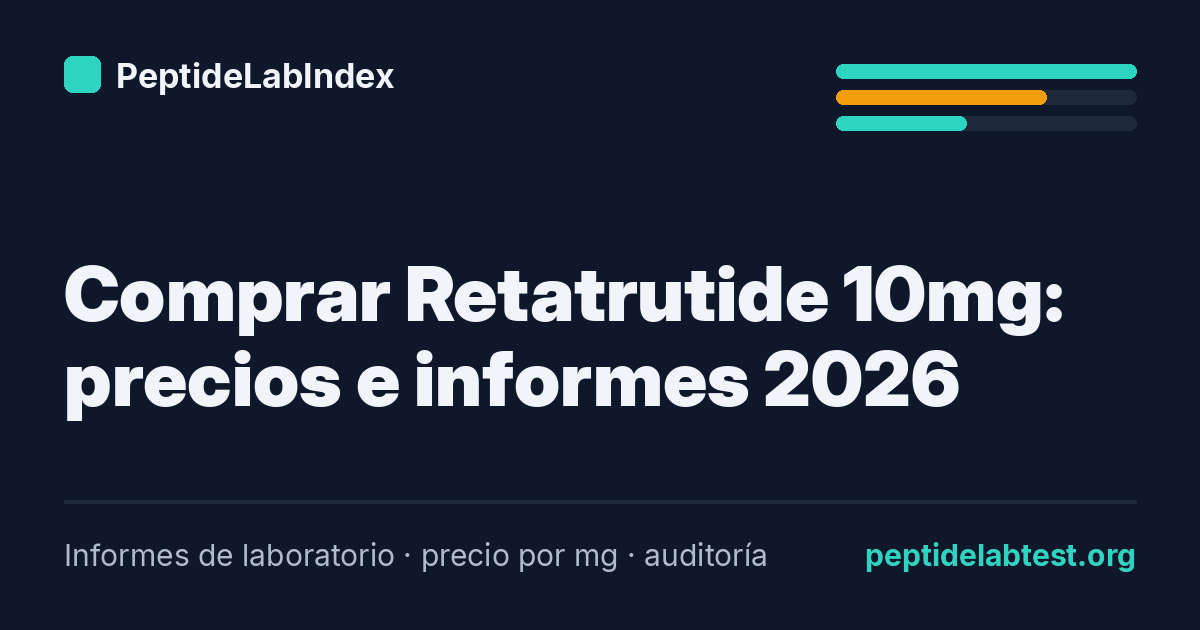 PeptideLabIndex
Comprar Retatrutide 10mg:
precios e informes 2026
Informes de laboratorio · precio por mg · auditoría
peptidelabtest.org